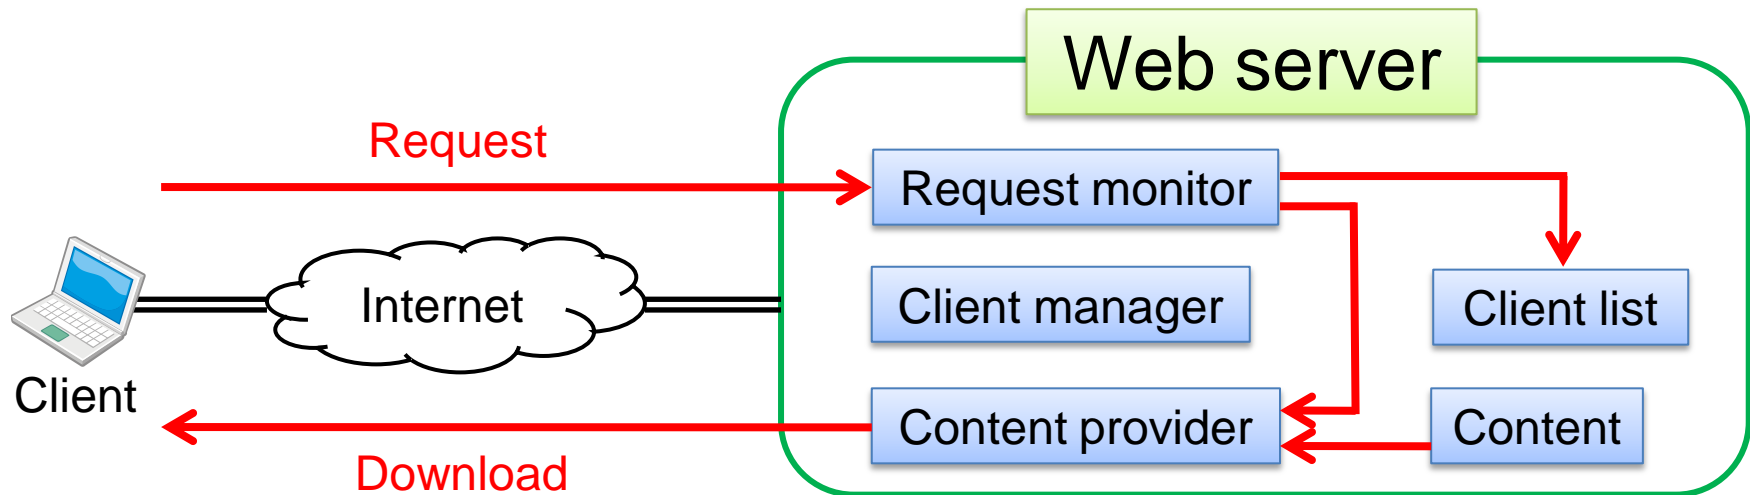 Web server
Request
Request monitor
Internet
Client manager
Client list
Client
Content provider
Content
Download